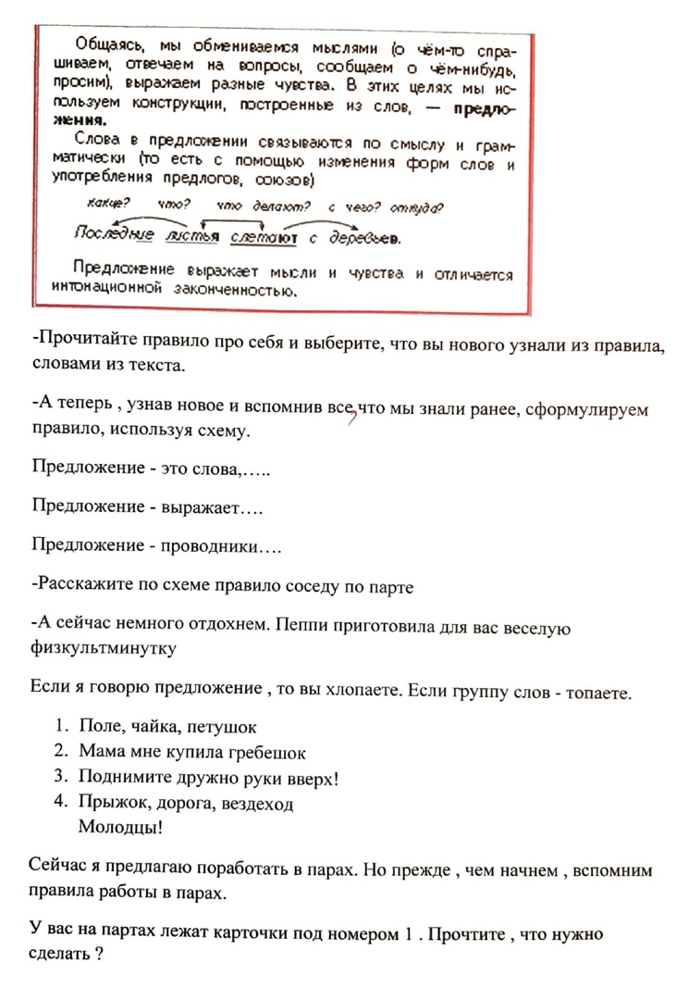 Общаясь, мы обмениваемся мыслями (о чём-то спра-
шиваем, отвечаем на вопросы, сообщаем о чём-нибудь,
просим), выражаем разные чувства. В этих целях мы ис-
пользуем конструкции, построенные из слов, — предло-
жения.
Слова в предложении связываются по смыслу и грам-
матически (то есть с помощью изменения форм слов и
употребления предлогов, союзов)
какие? что? что делают? с чего? откуда?
Последние листья слетают с деревьев.
Предложение выражает мысли и чувства и отличается
интонационной законченностью.
-Прочитайте правило про себя и выберите, что вы нового узнали из правила,
словами из текста.
-А теперь , узнав новое и вспомнив все,что мы знали ранее, сформулируем
правило, используя схему.
Предложение - это слова,…..
Предложение - выражает….
Предложение - проводники….
-Расскажите по схеме правило соседу по парте
-А сейчас немного отдохнем. Пеппи приготовила для вас веселую
физкультминутку
Если я говорю предложение , то вы хлопаете. Если группу слов - топаете.
1. Поле, чайка, петушок
2. Мама мне купила гребешок
3. Поднимите дружно руки вверх!
4. Прыжок, дорога, вездеход
Молодцы!
Сейчас я предлагаю поработать в парах. Но прежде , чем начнем , вспомним
правила работы в парах.
У вас на партах лежат карточки под номером 1 . Прочтите , что нужно
сделать ?